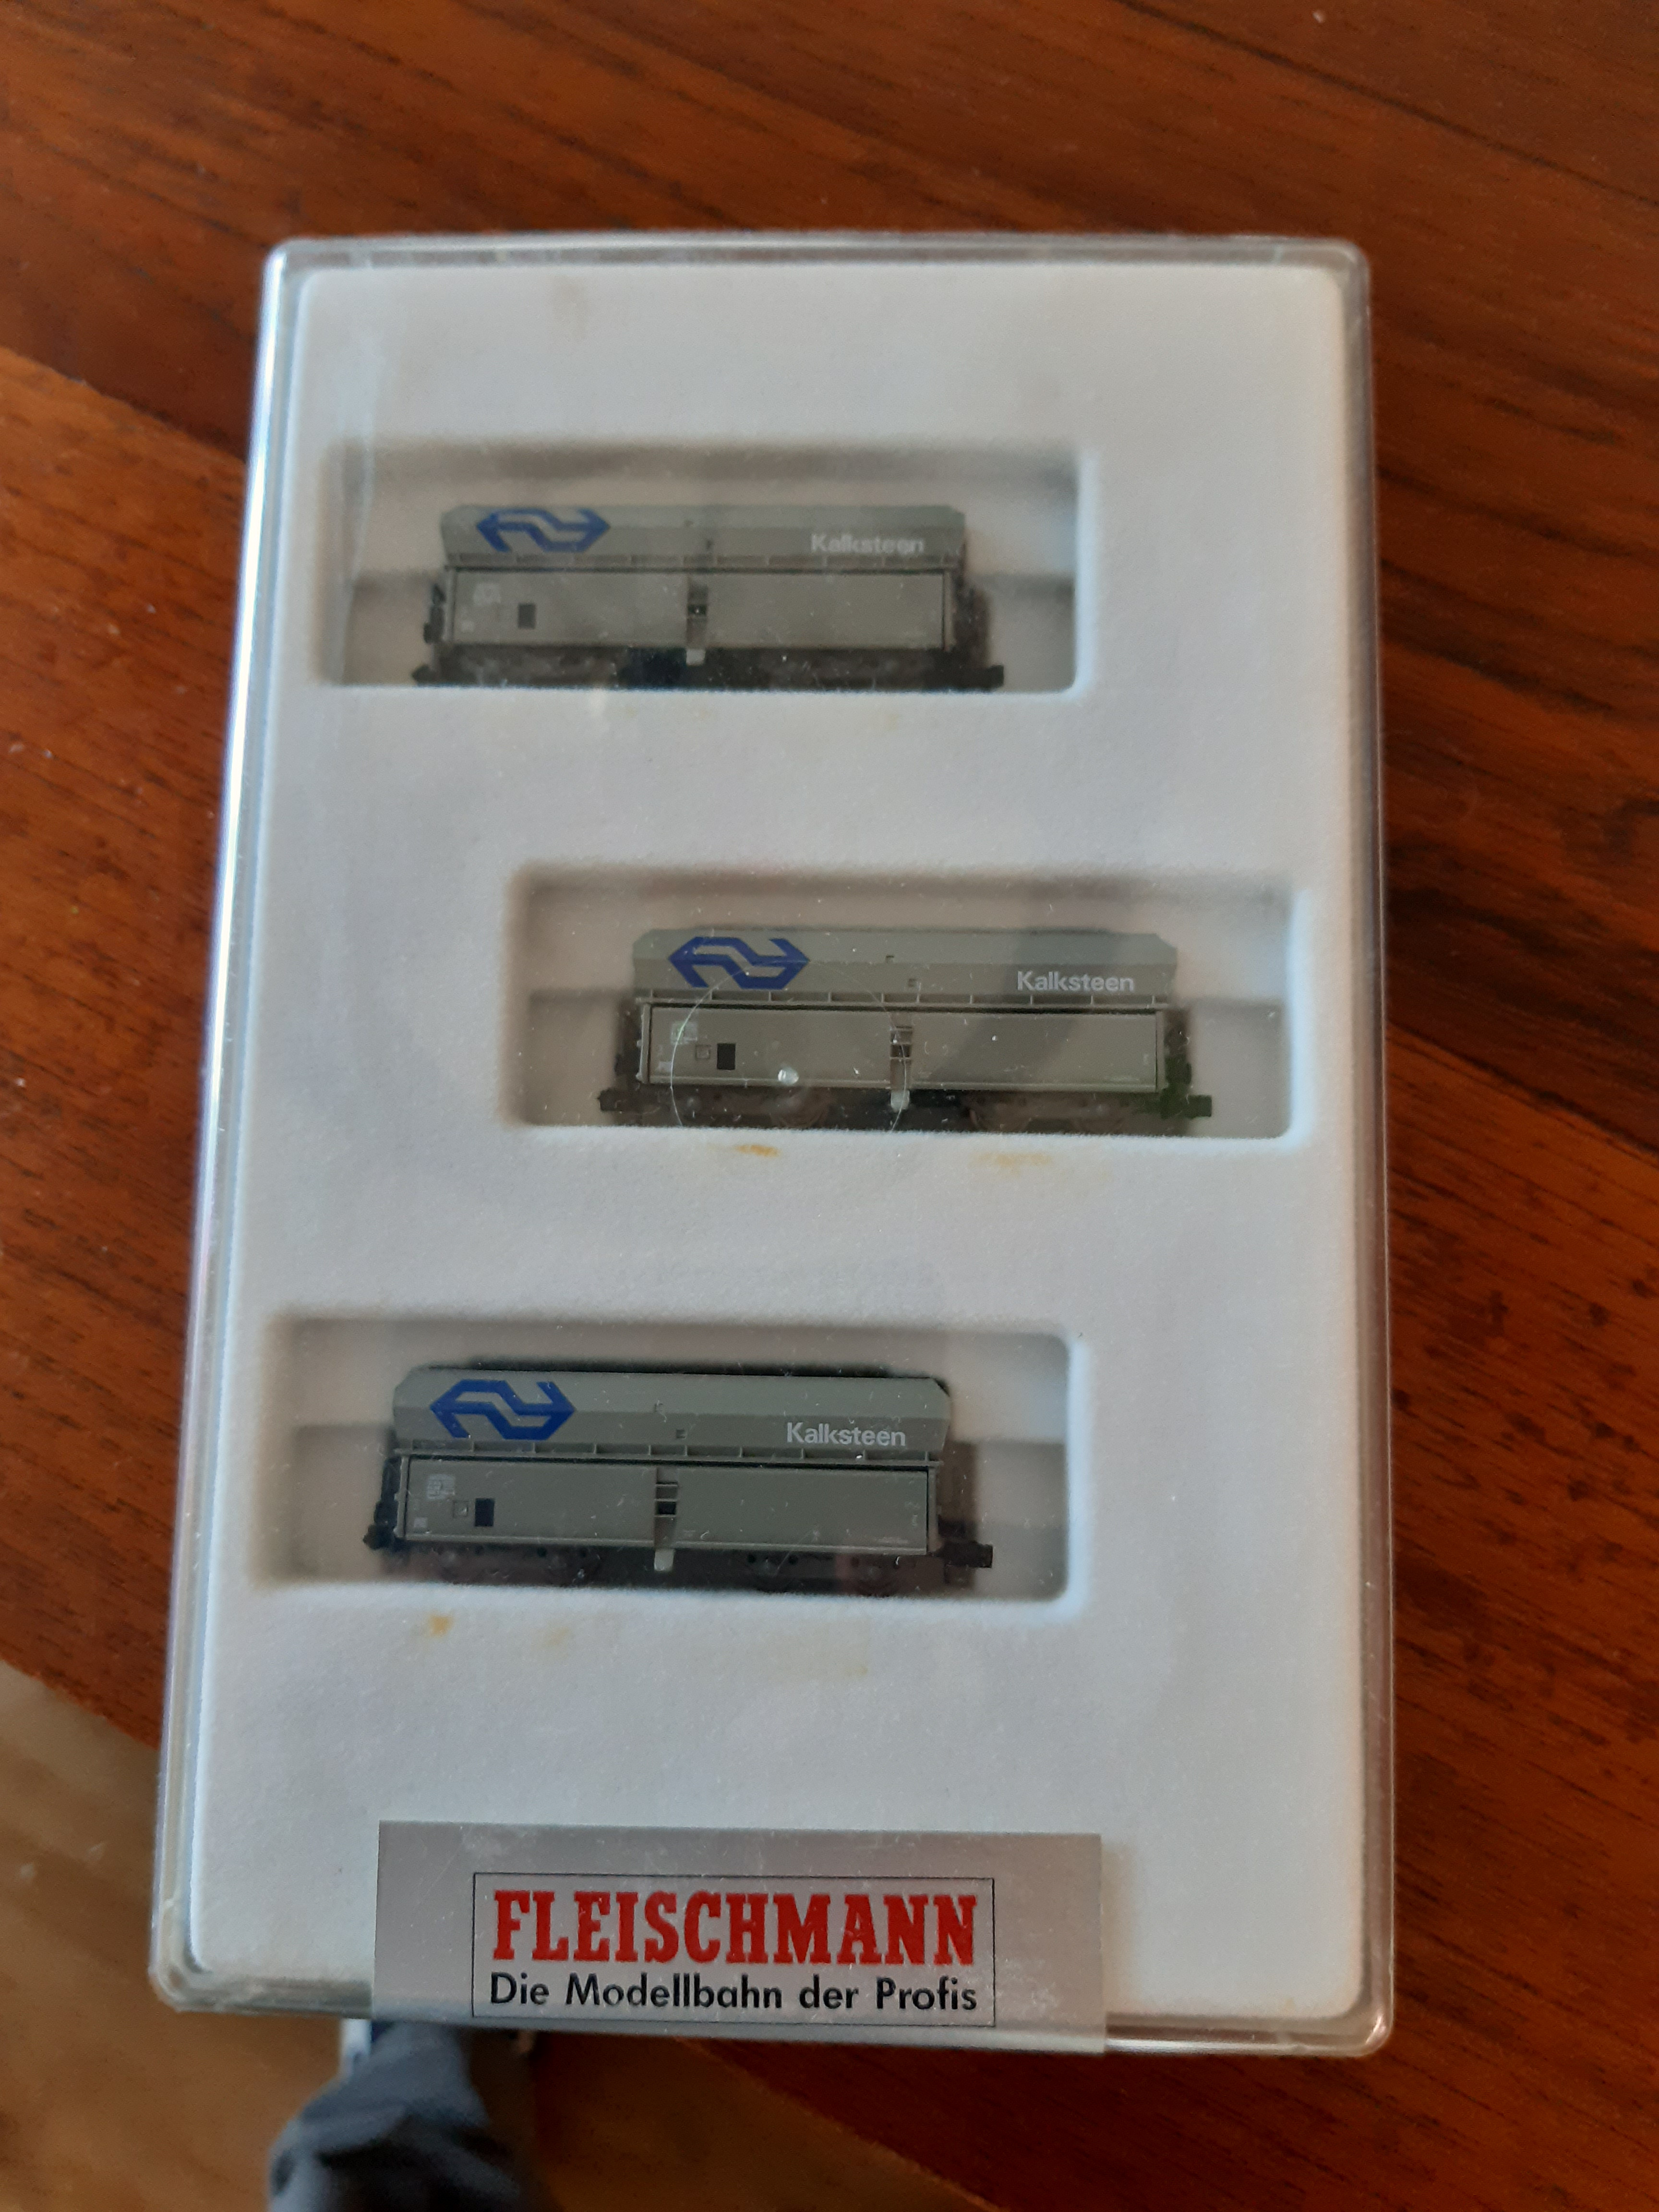 Kalksteen
Kalksteen
Kalksteen
FLEISCHMANN
Die Modellbahn der Profis